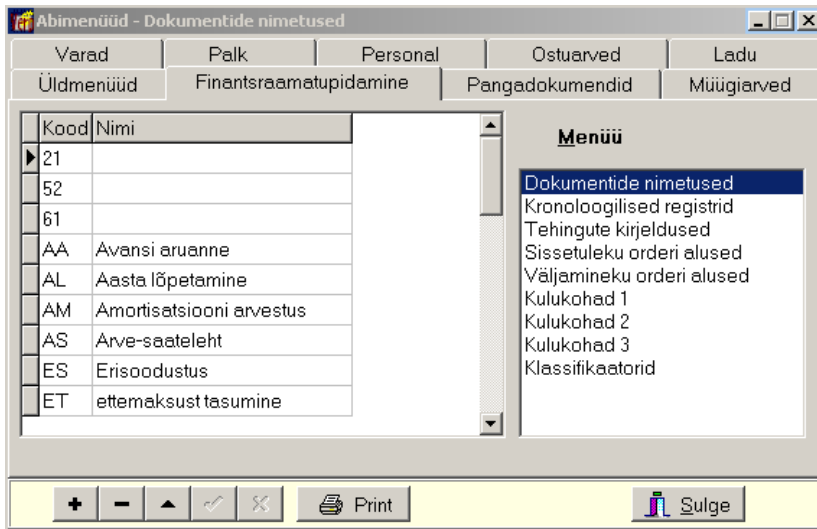 Abimenüüd - Dokumentide nimetused
Varad Palk Personal Ostuarved Ladu
Üldmenüüd Finantsraamatupidamine Pangadokumendid Müügiarved
Kood Nimi
21
52
61
AA Avansi aruanne
AL Aasta lõpetamine
AM Amortisatsiooni arvestus
AS Arve-saateleht
ES Erisoodustus
ET ettemaksust tasumine
Menüü
Dokumentide nimetused
Kronoloogilised registrid
Tehingute kirjeldused
Sissetuleku orderi alused
Väljamineku orderi alused
Kulukohad 1
Kulukohad 2
Kulukohad 3
Klassifikaatorid
Print Sulge